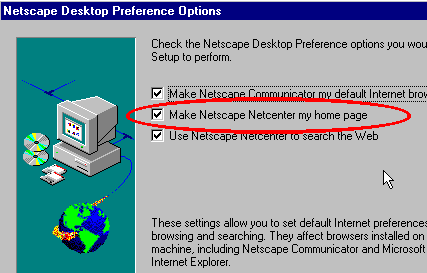 Netscape Desktop Preference Options
Check the Netscape Desktop Preference options you wou
Setup to perform.
Make Netscape Communicator my default Internet brow
Make Netscape Netcenter my home page
Use Netscape Netcenter to search the Web
These settings allow you to set default Internet preferences
browsing and searching. They affect browsers installed on
machine, including Netscape Communicator and Microsoft
Internet Explorer.